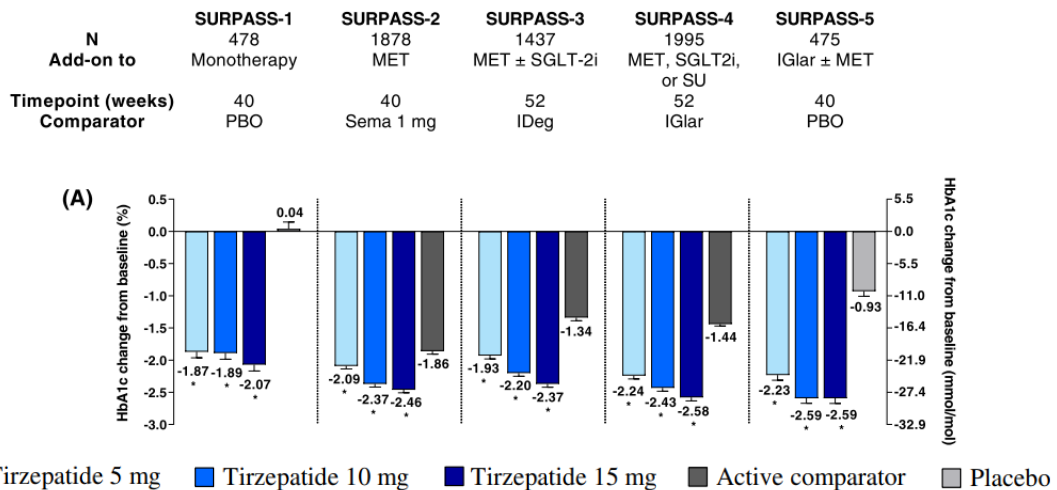 SURPASS-1 SURPASS-2 SURPASS-3 SURPASS-4 SURPASS-5
N 478 1878 1437 1995 475
Add-on to Monotherapy MET MET ± SGLT-2i MET, SGLT2i, IGlar ± MET
or SU
Timepoint (weeks) 40 40 52 52 40
Comparator PBO Sema 1 mg IDeg IGlar PBO
(A)
HbA1c change from baseline (%)
0.5
0.0
-0.5
-1.0
-1.5
-2.0
-2.5
-3.0
0.04
-1.87 -1.89 -2.07
* * *
-2.09 -2.37 -2.46 -1.86
* * *
-1.93 -2.20 -2.37 -1.34
* * *
-2.24 -2.43 -2.58 -1.44
* * *
-2.23 -2.59 -2.59 -0.93
* * *
5.5
0.0
-5.5
-11.0
-16.4
-21.9
-27.4
-32.9
HbA1c change from baseline (mmol/mol)
Tirzepatide 5 mg Tirzepatide 10 mg Tirzepatide 15 mg Active comparator Placebo